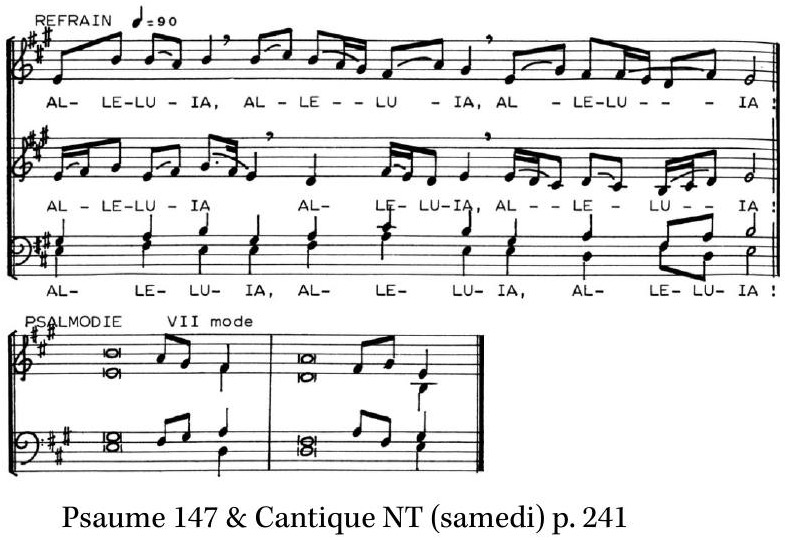 REFRAIN ♩=90
AL- LE-LU - IA, AL - LE - - LU - IA, AL - LE-LU - - - IA :
AL- LE-LU - IA AL- LE-LU-IA, AL - - LE - LU - - IA :
AL- LE- LU- IA, AL- LE- LU- IA, AL- LE- LU- IA !
PSALMODIE VII mode
Psaume 147 & Cantique NT (samedi) p. 241